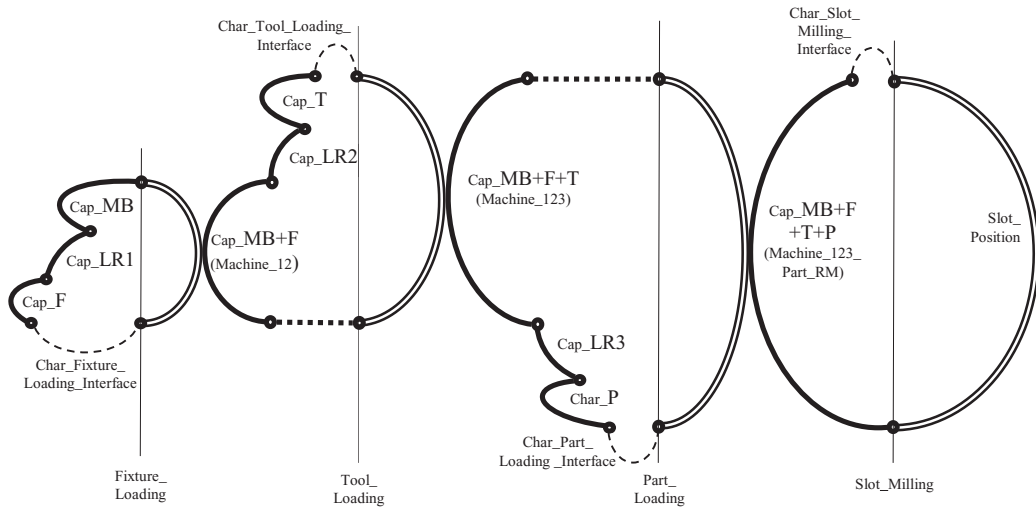 Char_Tool_Loading_
Interface
Cap_T
Cap_LR2
Cap_MB
Cap_LR1
Cap_F
Char_Fixture_
Loading_Interface
Fixture_
Loading
Cap_MB+F
(Machine_12)
Tool_
Loading
Cap_MB+F+T
(Machine_123)
Cap_LR3
Char_P
Char_Part_
Loading _Interface
Part_
Loading
Char_Slot_
Milling_
Interface
Cap_MB+F
+T+P
(Machine_123_
Part_RM)
Slot_
Position
Slot_Milling